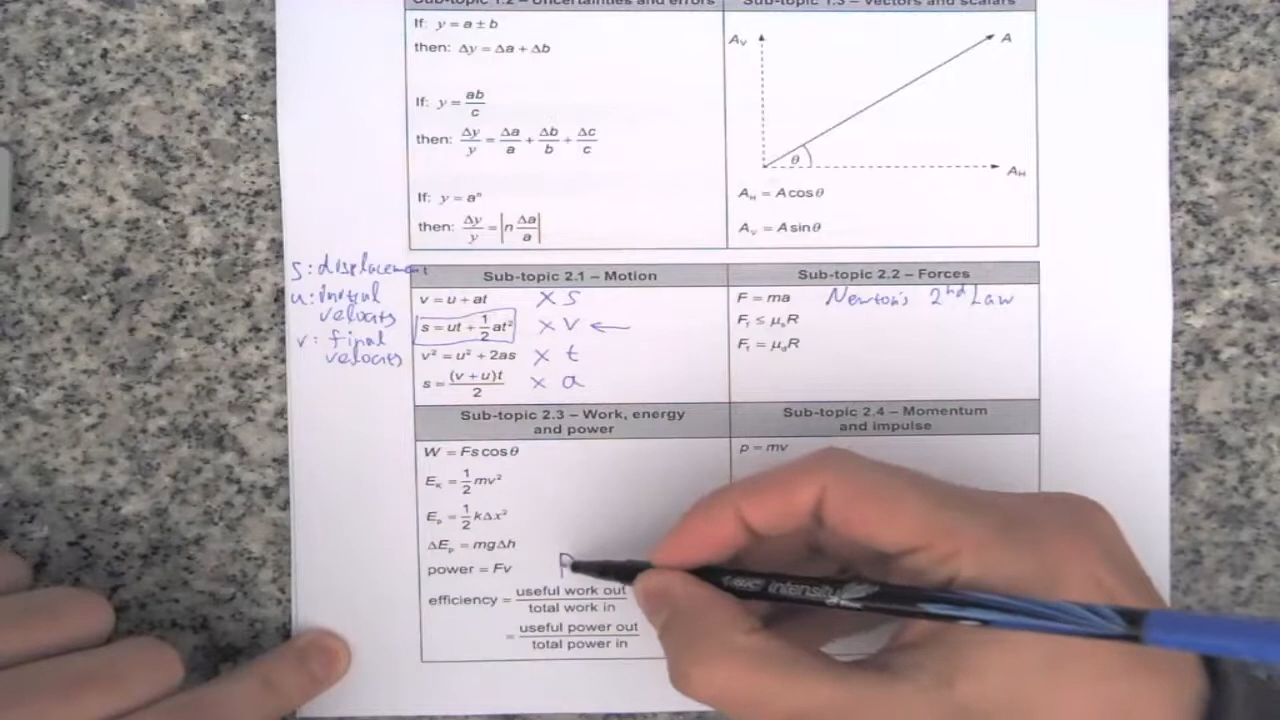 Sub-topic 1.2 – Uncertainties and errors
If: y = a ± b
then: Δy = Δa + Δb
If: y = ab/c
then: Δy/y = Δa/a + Δb/b + Δc/c
If: y = aⁿ
then: Δy/y = |n Δa/a|
Sub-topic 1.3 – Vectors and scalars
A_V
A
θ
A_H
A_H = A cos θ
A_V = A sin θ
s: displacement
u: initial
velocity
v: final
velocity
Sub-topic 2.1 – Motion
v = u + at × s
s = ut + 1/2 at² × v ←
v² = u² + 2as × t
s = (v + u)t/2 × a
Sub-topic 2.2 – Forces
F = ma Newton's 2nd Law
F_f ≤ μ_s R
F_f = μ_d R
Sub-topic 2.3 – Work, energy
and power
W = Fs cos θ
E_K = 1/2 mv²
E_p = 1/2 kΔx²
ΔE_p = mgΔh
power = Fv P
efficiency = useful work out/total work in
= useful power out/total power in
Sub-topic 2.4 – Momentum
and impulse
p = mv
intensity